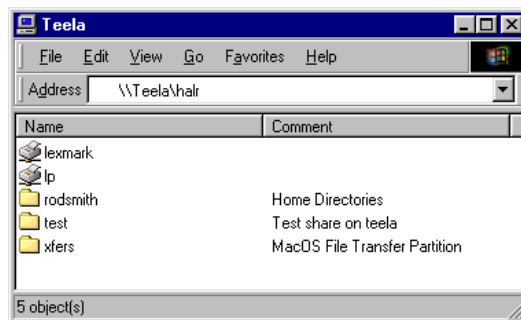 Teela
File Edit View Go Favorites Help
Address \\Teela\halr
Name Comment
lexmark
lp
rodsmith Home Directories
test Test share on teela
xfers MacOS File Transfer Partition
5 object(s)